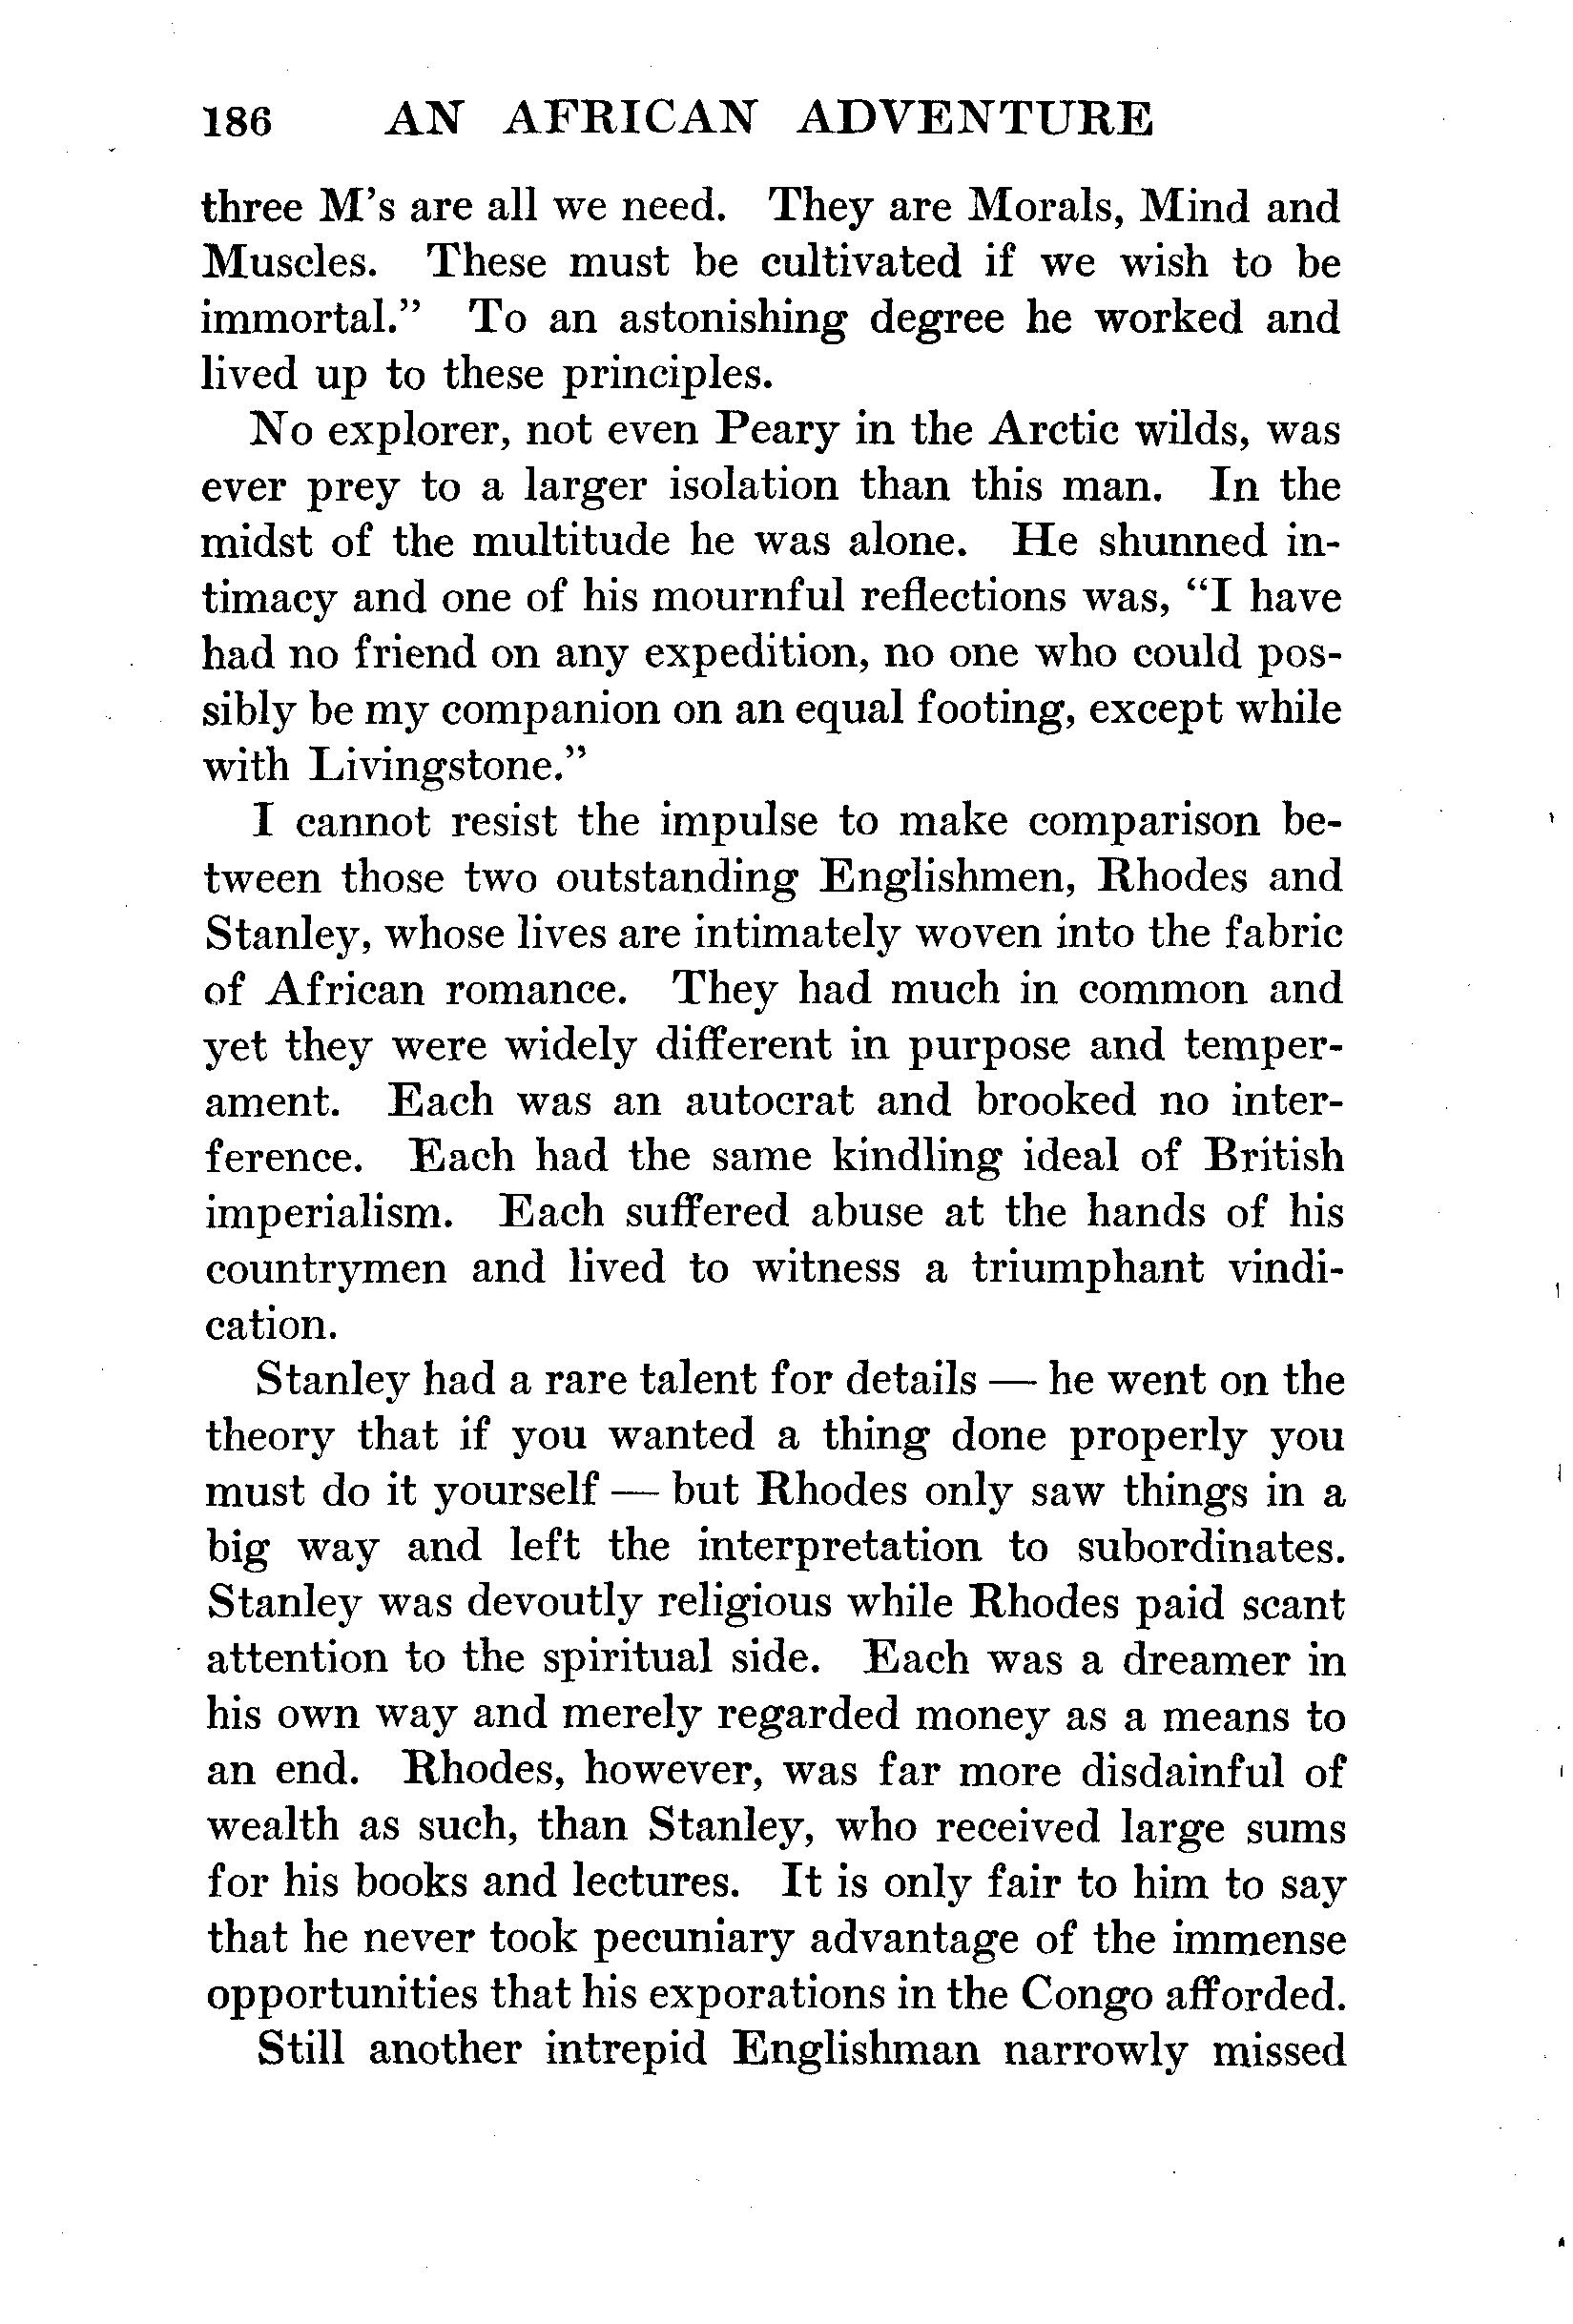 186 AN AFRICAN ADVENTURE
three M's are all we need. They are Morals, Mind and
Muscles. These must be cultivated if we wish to be
immortal." To an astonishing degree he worked and
lived up to these principles.
No explorer, not even Peary in the Arctic wilds, was
ever prey to a larger isolation than this man. In the
midst of the multitude he was alone. He shunned in-
timacy and one of his mournful reflections was, "I have
had no friend on any expedition, no one who could pos-
sibly be my companion on an equal footing, except while
with Livingstone."
I cannot resist the impulse to make comparison be-
tween those two outstanding Englishmen, Rhodes and
Stanley, whose lives are intimately woven into the fabric
of African romance. They had much in common and
yet they were widely different in purpose and temper-
ament. Each was an autocrat and brooked no inter-
ference. Each had the same kindling ideal of British
imperialism. Each suffered abuse at the hands of his
countrymen and lived to witness a triumphant vindi-
cation.
Stanley had a rare talent for details — he went on the
theory that if you wanted a thing done properly you
must do it yourself — but Rhodes only saw things in a
big way and left the interpretation to subordinates.
Stanley was devoutly religious while Rhodes paid scant
attention to the spiritual side. Each was a dreamer in
his own way and merely regarded money as a means to
an end. Rhodes, however, was far more disdainful of
wealth as such, than Stanley, who received large sums
for his books and lectures. It is only fair to him to say
that he never took pecuniary advantage of the immense
opportunities that his exporations in the Congo afforded.
Still another intrepid Englishman narrowly missed